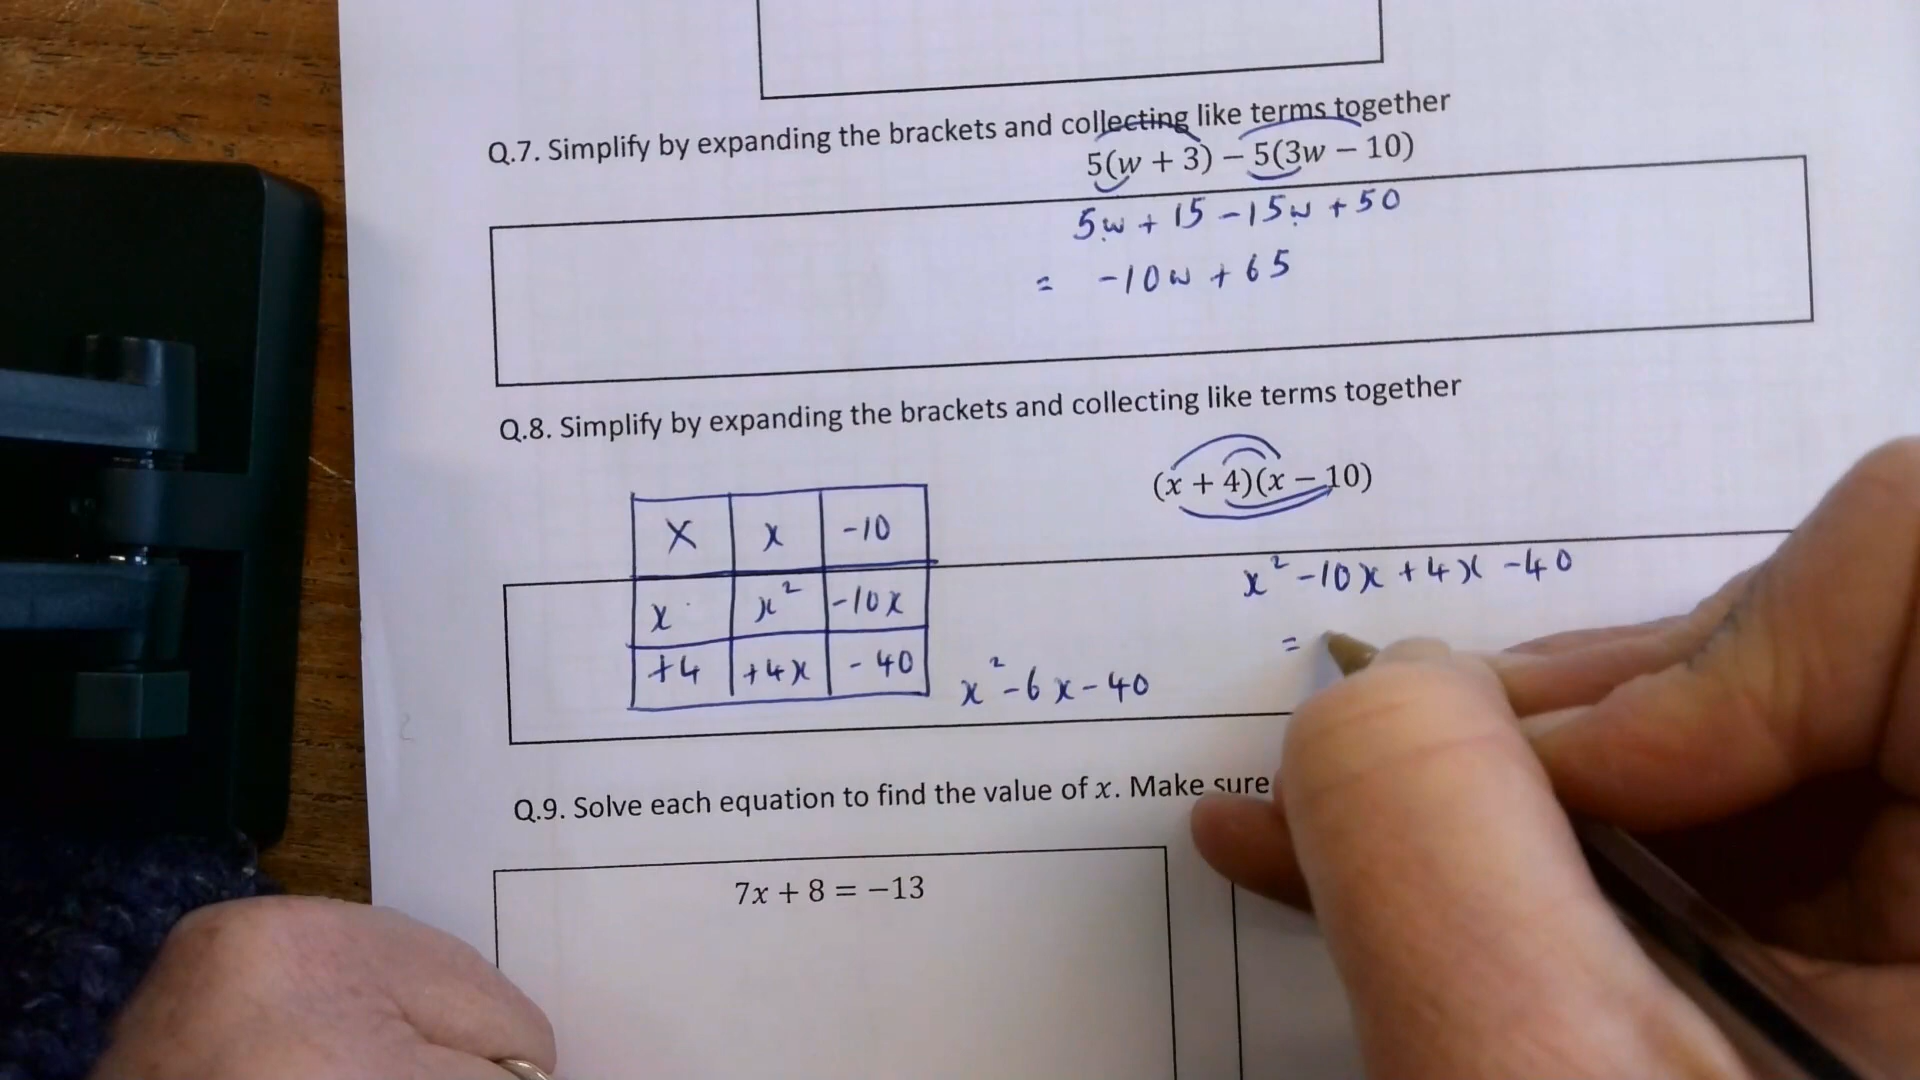 Q.7. Simplify by expanding the brackets and collecting like terms together
5(w + 3) − 5(3w − 10)
5w + 15 -15w +50
= -10w + 65
Q.8. Simplify by expanding the brackets and collecting like terms together
(x + 4)(x − 10)
× x -10
x x² -10x
+4 +4x -40
x² -6x -40
x² -10x +4x -40
=
Q.9. Solve each equation to find the value of x. Make sure
7x + 8 = −13